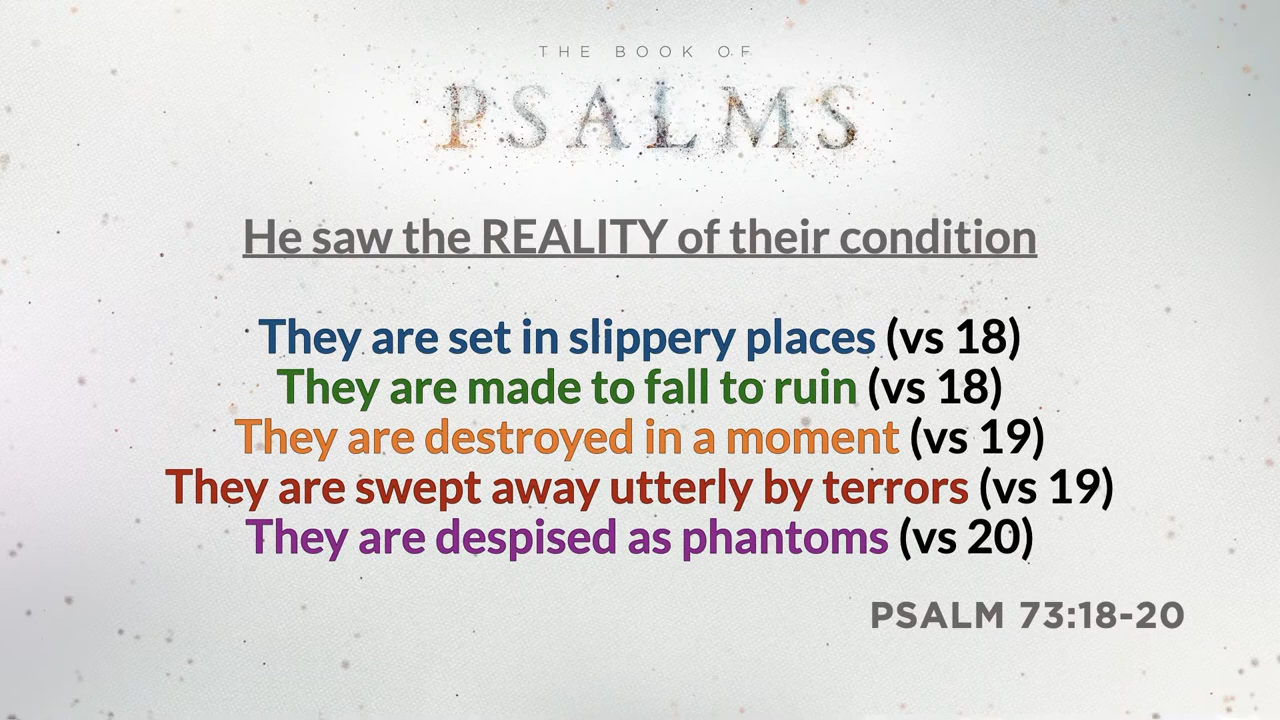 THE BOOK OF
PSALMS
He saw the REALITY of their condition
They are set in slippery places (vs 18)
They are made to fall to ruin (vs 18)
They are destroyed in a moment (vs 19)
They are swept away utterly by terrors (vs 19)
They are despised as phantoms (vs 20)
PSALM 73:18-20